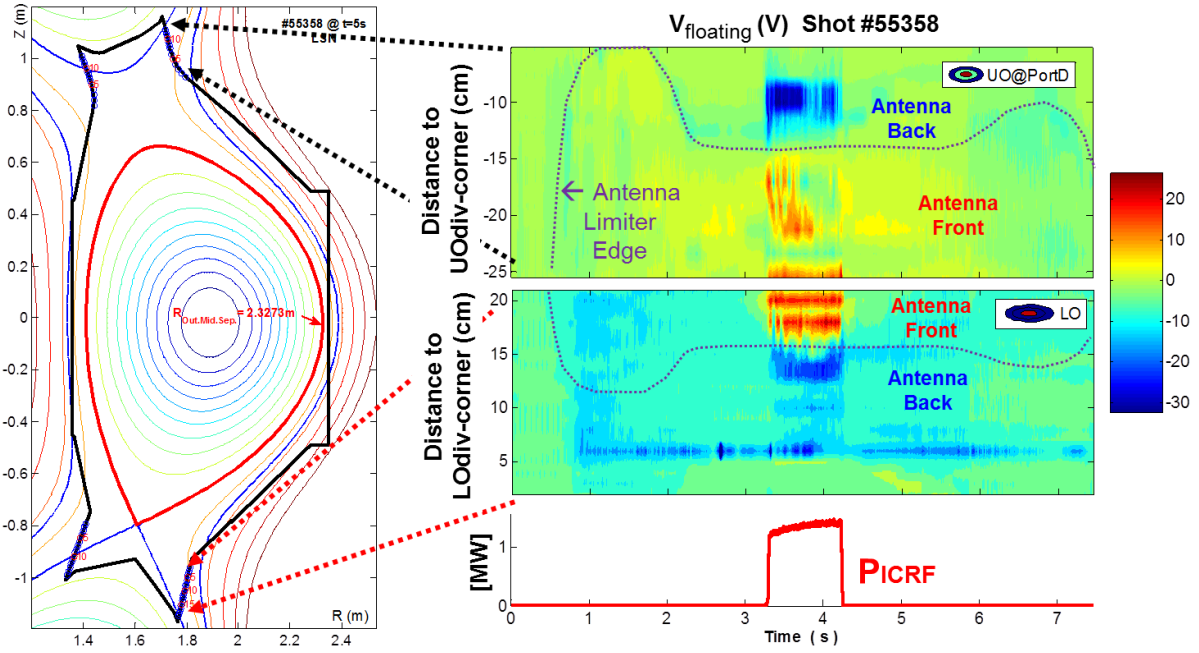 Z (m)
#55358 @ t=5s
LSN
1
0.8
0.6
0.4
0.2
0
-0.2
-0.4
-0.6
-0.8
-1
R Out.Mid.Sep. = 2.3273m
R (m)
1.4
1.6
1.8
2
2.2
2.4
V floating (V) Shot #55358
Distance to
UOdiv-corner (cm)
-10
-15
-20
-25
UO@PortD
Antenna
Back
← Antenna
Limiter
Edge
Antenna
Front
Distance to
LOdiv-corner (cm)
20
15
10
5
LO
Antenna
Front
Antenna
Back
20
10
0
-10
-20
-30
[MW]
1
0
PICRF
0
1
2
3
4
5
6
7
Time ( s )